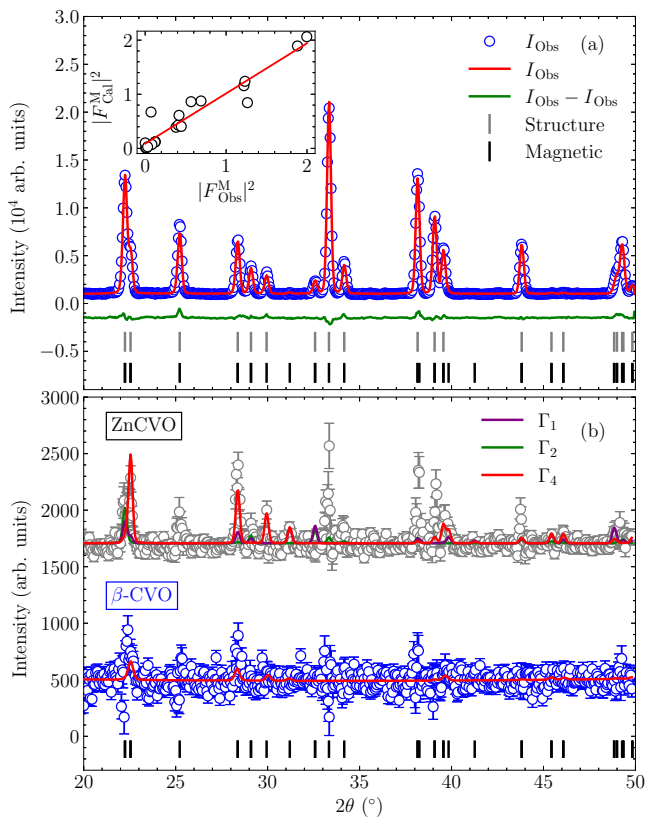 3.0
2.5
2.0
1.5
1.0
0.5
0.0
−0.5
Intensity (10⁴ arb. units)
2
1
0
|F^M_Cal|²
0 1 2
|F^M_Obs|²
I_Obs (a)
I_Obs
I_Obs − I_Obs
Structure
Magnetic
3000
2500
2000
1500
1000
500
0
Intensity (arb. units)
ZnCVO
Γ₁ (b)
Γ₂
Γ₄
β-CVO
20 25 30 35 40 45 50
2θ (°)